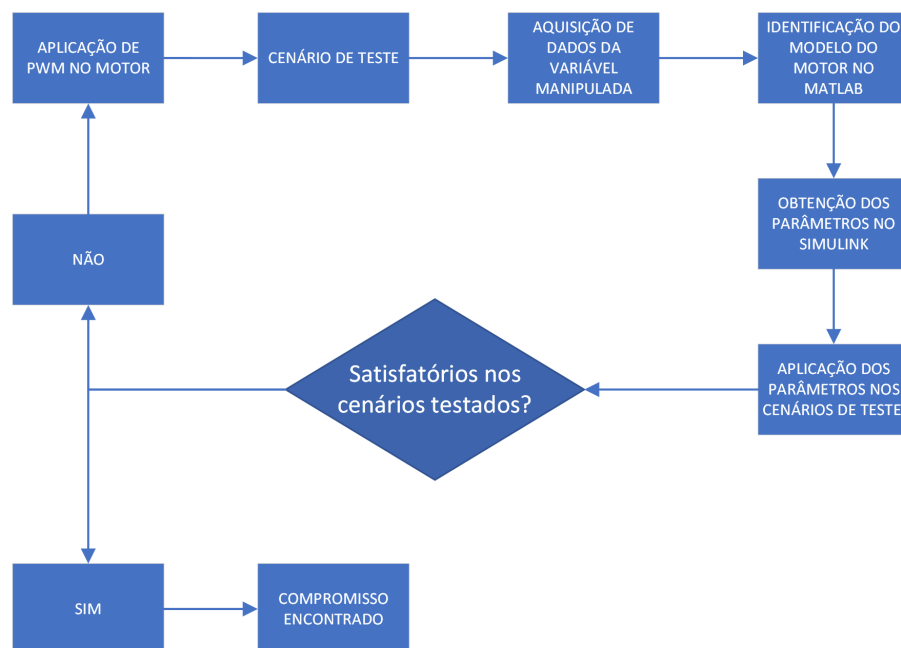 APLICAÇÃO DE
PWM NO MOTOR
CENÁRIO DE TESTE
AQUISIÇÃO DE
DADOS DA
VARIÁVEL
MANIPULADA
IDENTIFICAÇÃO DO
MODELO DO
MOTOR NO
MATLAB
OBTENÇÃO DOS
PARÂMETROS NO
SIMULINK
APLICAÇÃO DOS
PARÂMETROS NOS
CENÁRIOS DE TESTE
Satisfatórios nos
cenários testados?
NÃO
SIM
COMPROMISSO
ENCONTRADO